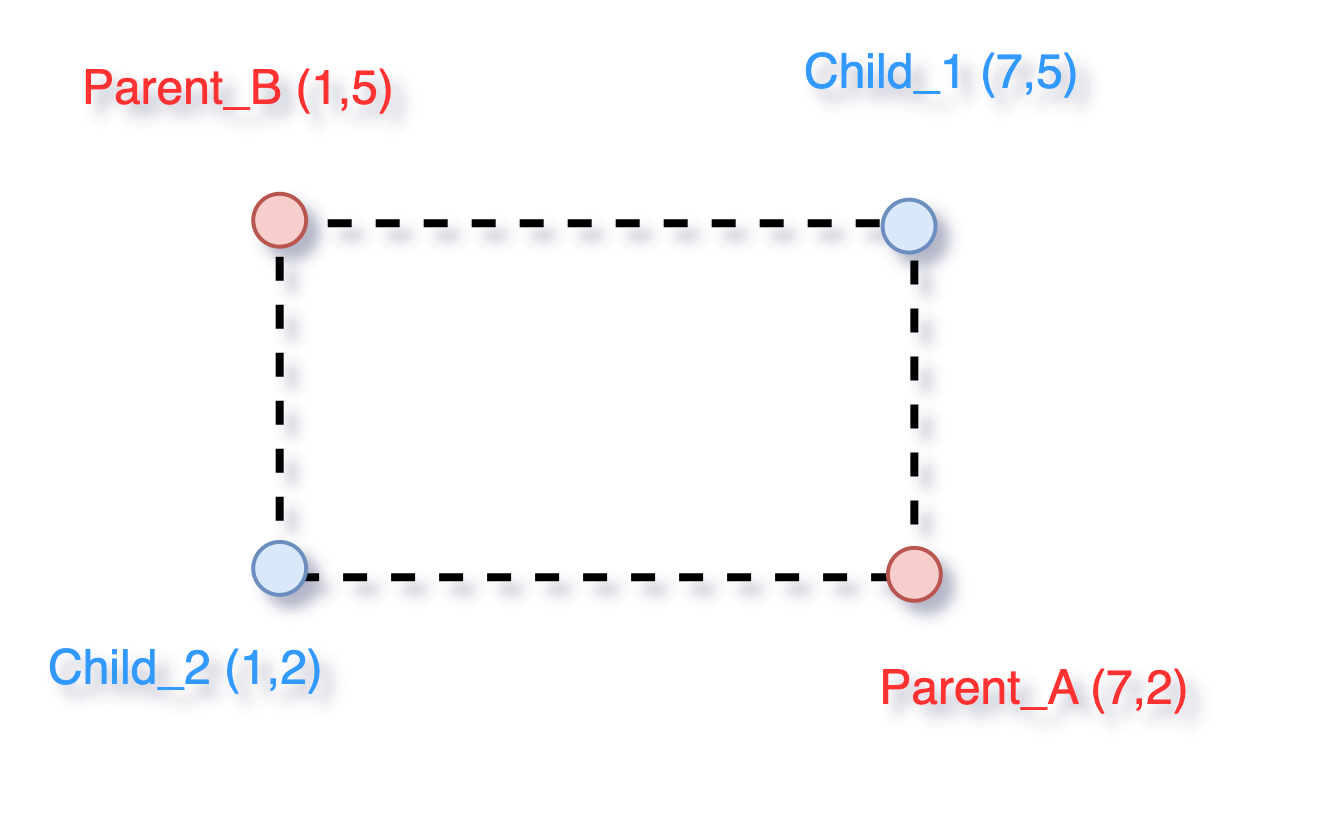 Parent_B (1,5)
Child_1 (7,5)
Child_2 (1,2)
Parent_A (7,2)